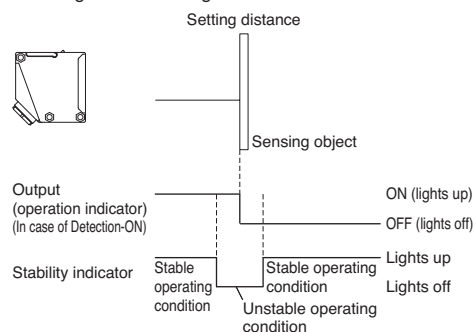 Setting distance
Sensing object
Output
(operation indicator)
(In case of Detection-ON)
ON (lights up)
OFF (lights off)
Stability indicator
Stable
operating
condition
Stable operating
condition
Lights up
Lights off
Unstable operating
condition